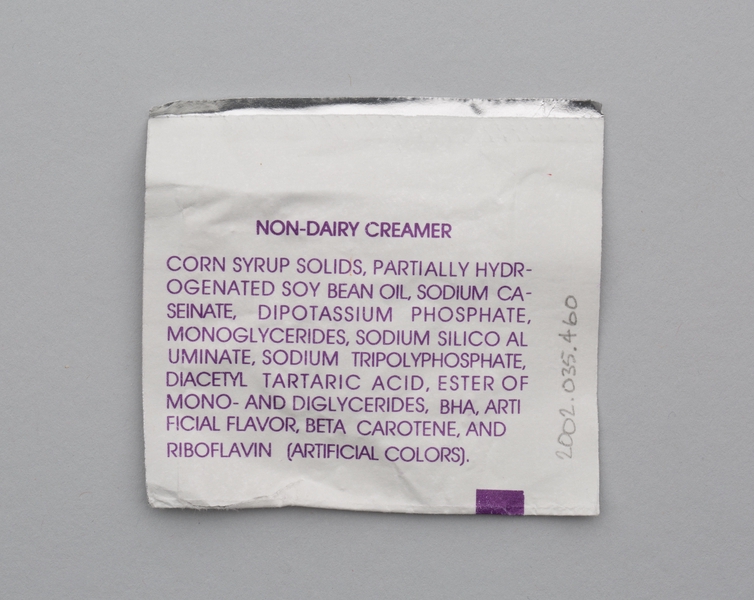 NON-DAIRY CREAMER
CORN SYRUP SOLIDS, PARTIALLY HYDR-
OGENATED SOY BEAN OIL, SODIUM CA-
SEINATE, DIPOTASSIUM PHOSPHATE,
MONOGLYCERIDES, SODIUM SILICO AL
UMINATE, SODIUM TRIPOLYPHOSPHATE,
DIACETYL TARTARIC ACID, ESTER OF
MONO- AND DIGLYCERIDES, BHA, ARTI
FICIAL FLAVOR, BETA CAROTENE, AND
RIBOFLAVIN (ARTIFICIAL COLORS).
2002.035.460